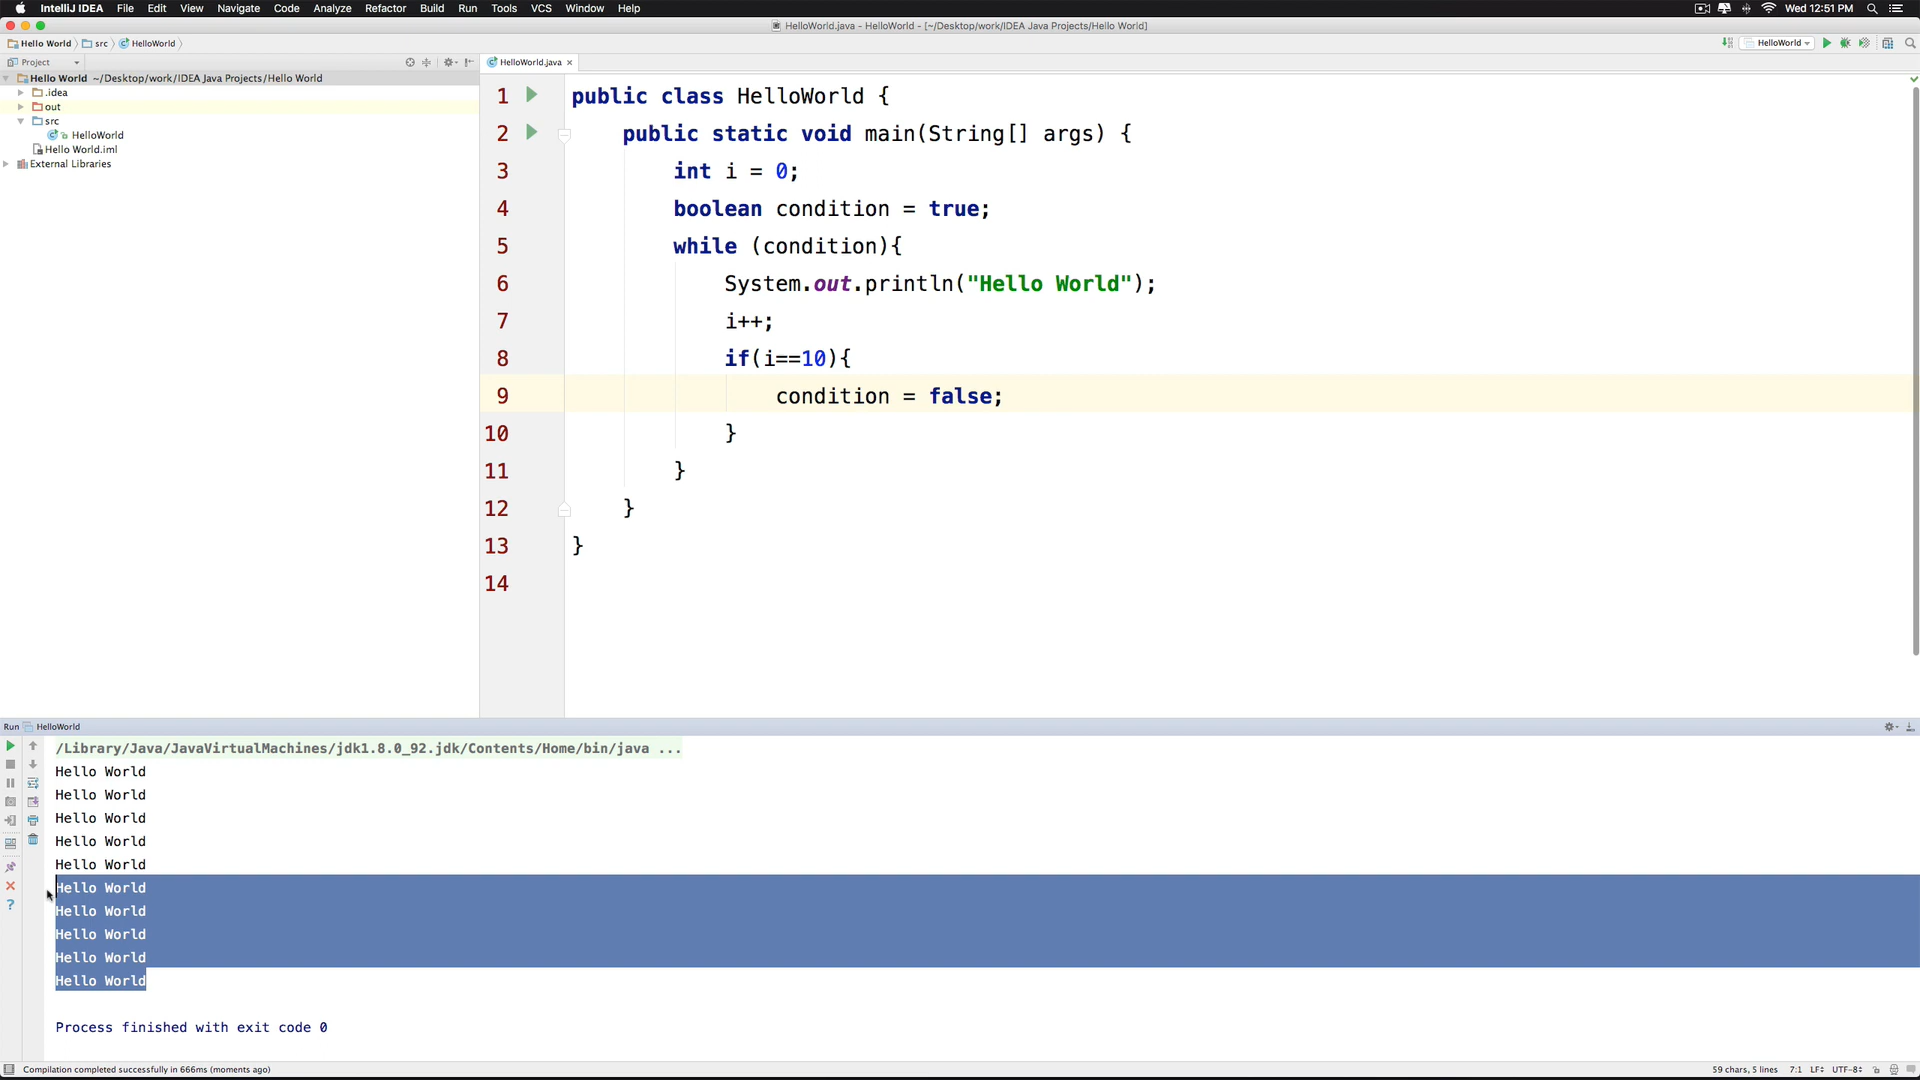 IntelliJ IDEA File Edit View Navigate Code Analyze Refactor Build Run Tools VCS Window Help Wed 12:51 PM
HelloWorld.java - HelloWorld - [~/Desktop/work/IDEA Java Projects/Hello World]
Hello World src HelloWorld HelloWorld
Project
HelloWorld.java
Hello World ~/Desktop/work/IDEA Java Projects/Hello World
.idea
out
src
HelloWorld
Hello World.iml
External Libraries
1 public class HelloWorld {
2 public static void main(String[] args) {
3 int i = 0;
4 boolean condition = true;
5 while (condition){
6 System.out.println("Hello World");
7 i++;
8 if(i==10){
9 condition = false;
10 }
11 }
12 }
13 }
14
Run HelloWorld
/Library/Java/JavaVirtualMachines/jdk1.8.0_92.jdk/Contents/Home/bin/java ...
Hello World
Hello World
Hello World
Hello World
Hello World
Hello World
Hello World
Hello World
Hello World
Hello World
Process finished with exit code 0
Compilation completed successfully in 666ms (moments ago) 59 chars, 5 lines 7:1 LF UTF-8